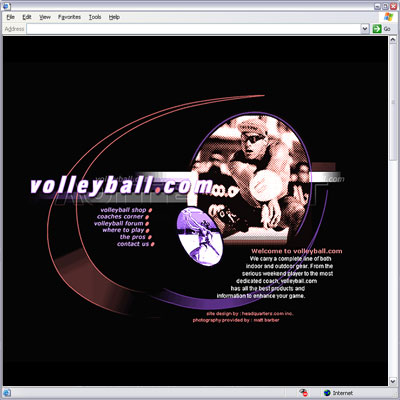 File Edit View Favorites Tools Help
Address Go
volleyball.com
volleyball shop
coaches corner
volleyball forum
where to play
the pros
contact us
Welcome to volleyball.com
We carry a complete line of both
indoor and outdoor gear. From the
serious weekend player to the most
dedicated coach, volleyball.com
has all the best products and
information to enhance your game.
site design by : headquarterz.com inc.
photography provided by : matt barber
Internet